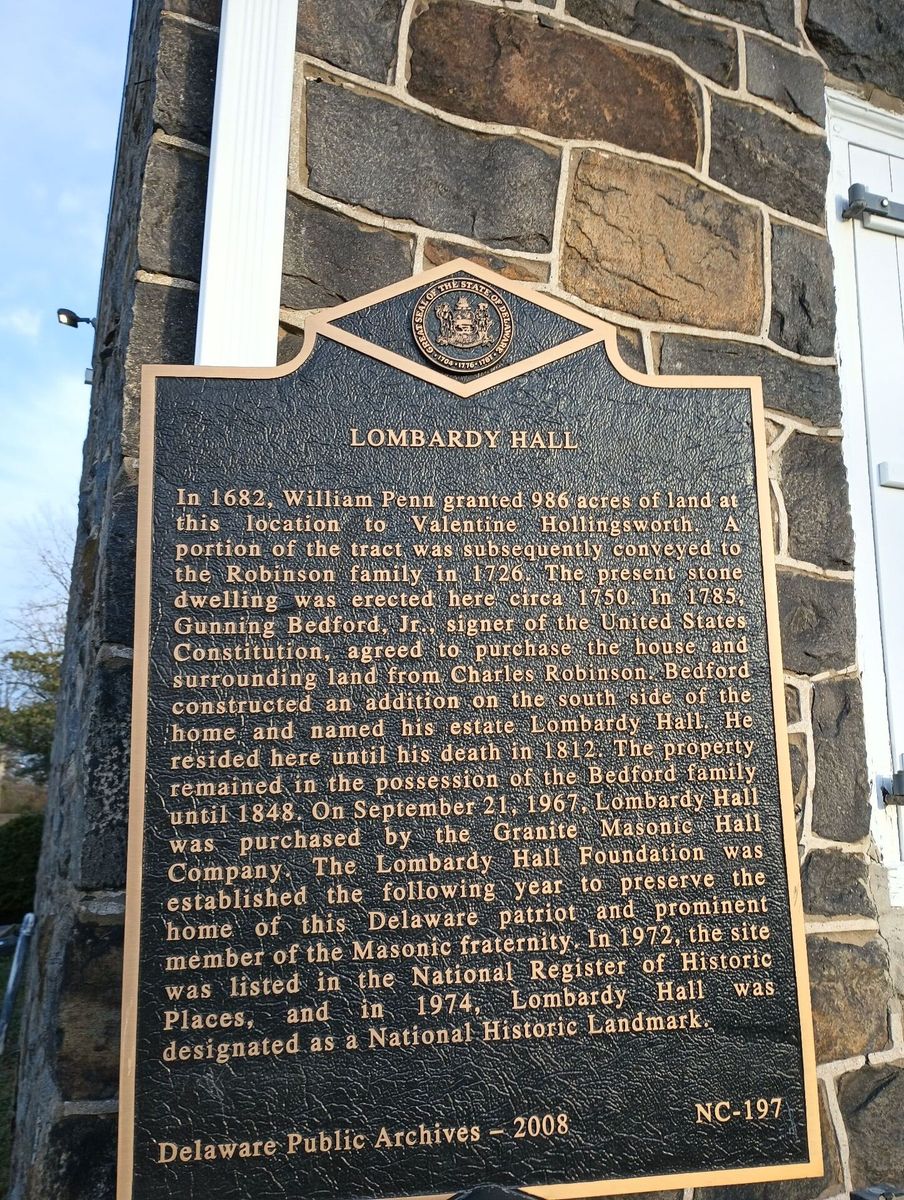 GREAT SEAL OF THE STATE OF DELAWARE
1704 • 1776 • 1787
LOMBARDY HALL
In 1682, William Penn granted 986 acres of land at
this location to Valentine Hollingsworth. A
portion of the tract was subsequently conveyed to
the Robinson family in 1726. The present stone
dwelling was erected here circa 1750. In 1785,
Gunning Bedford, Jr., signer of the United States
Constitution, agreed to purchase the house and
surrounding land from Charles Robinson. Bedford
constructed an addition on the south side of the
home and named his estate Lombardy Hall. He
resided here until his death in 1812. The property
remained in the possession of the Bedford family
until 1848. On September 21, 1967, Lombardy Hall
was purchased by the Granite Masonic Hall
Company. The Lombardy Hall Foundation was
established the following year to preserve the
home of this Delaware patriot and prominent
member of the Masonic fraternity. In 1972, the site
was listed in the National Register of Historic
Places, and in 1974, Lombardy Hall was
designated as a National Historic Landmark.
NC-197
Delaware Public Archives – 2008